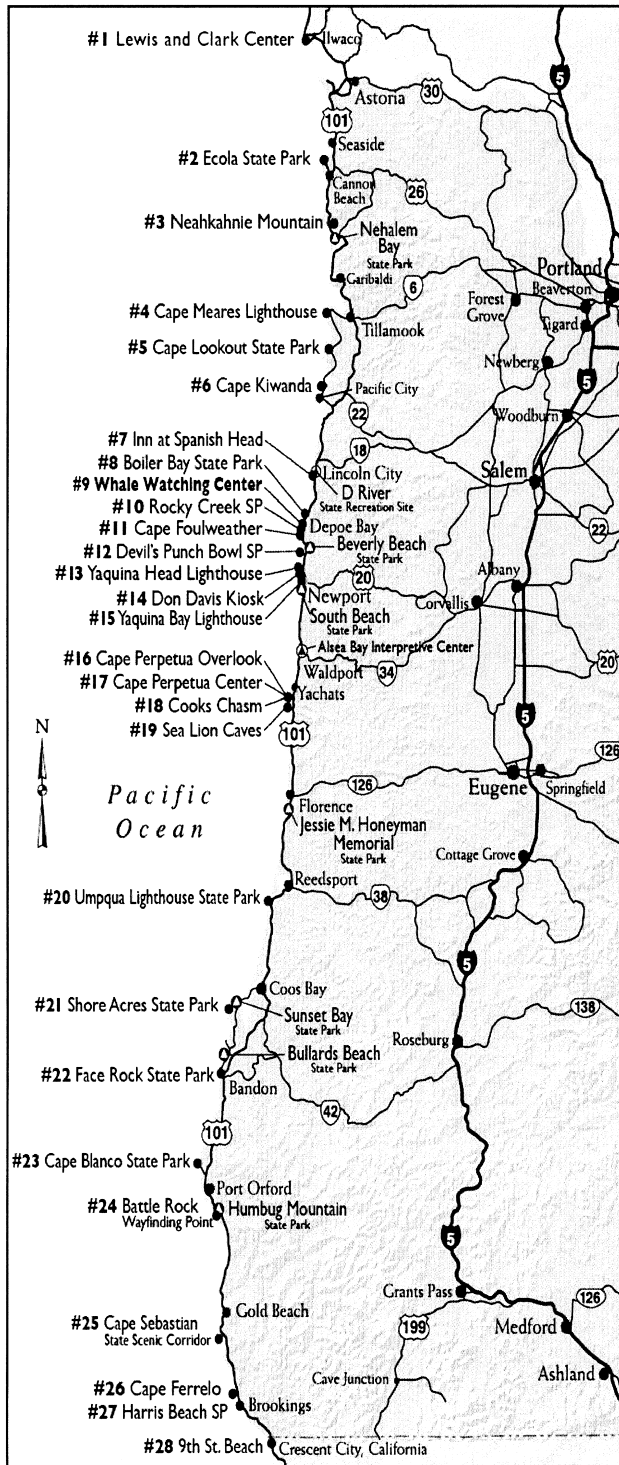 #1 Lewis and Clark Center
Ilwaco
5
Astoria
30
101
Seaside
#2 Ecola State Park
Cannon
Beach
26
#3 Neahkahnie Mountain
Nehalem
Bay
State Park
Portland
Garibaldi
6
Forest
Grove
Beaverton
#4 Cape Meares Lighthouse
Tillamook
Tigard
#5 Cape Lookout State Park
Newberg
5
#6 Cape Kiwanda
Pacific City
22
Woodburn
#7 Inn at Spanish Head
18
#8 Boiler Bay State Park
Lincoln City
Salem
#9 Whale Watching Center
D River
State Recreation Site
#10 Rocky Creek SP
#11 Cape Foulweather
Depoe Bay
22
#12 Devil's Punch Bowl SP
Beverly Beach
State Park
#13 Yaquina Head Lighthouse
20
Albany
#14 Don Davis Kiosk
Newport
Corvallis
#15 Yaquina Bay Lighthouse
South Beach
State Park
Alsea Bay Interpretive Center
#16 Cape Perpetua Overlook
Waldport
34
20
#17 Cape Perpetua Center
Yachats
#18 Cooks Chasm
#19 Sea Lion Caves
101
5
N
126
126
Pacific
Ocean
Eugene
Springfield
Florence
Jessie M. Honeyman
Memorial
State Park
Cottage Grove
Reedsport
#20 Umpqua Lighthouse State Park
38
5
Coos Bay
#21 Shore Acres State Park
Sunset Bay
State Park
138
Roseburg
Bullards Beach
State Park
#22 Face Rock State Park
Bandon
42
101
#23 Cape Blanco State Park
Port Orford
#24 Battle Rock
Wayfinding Point
Humbug Mountain
State Park
5
Grants Pass
126
Gold Beach
199
Medford
#25 Cape Sebastian
State Scenic Corridor
Ashland
Cave Junction
#26 Cape Ferrelo
#27 Harris Beach SP
Brookings
#28 9th St. Beach
Crescent City, California